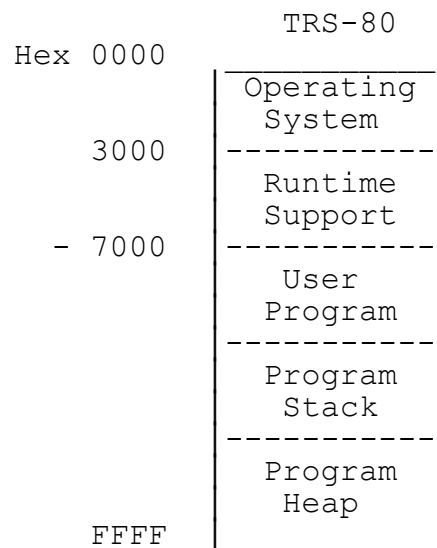 TRS-80
Hex 0000
Operating
System
3000
Runtime
Support
- 7000
User
Program
Program
Stack
Program
Heap
FFFF